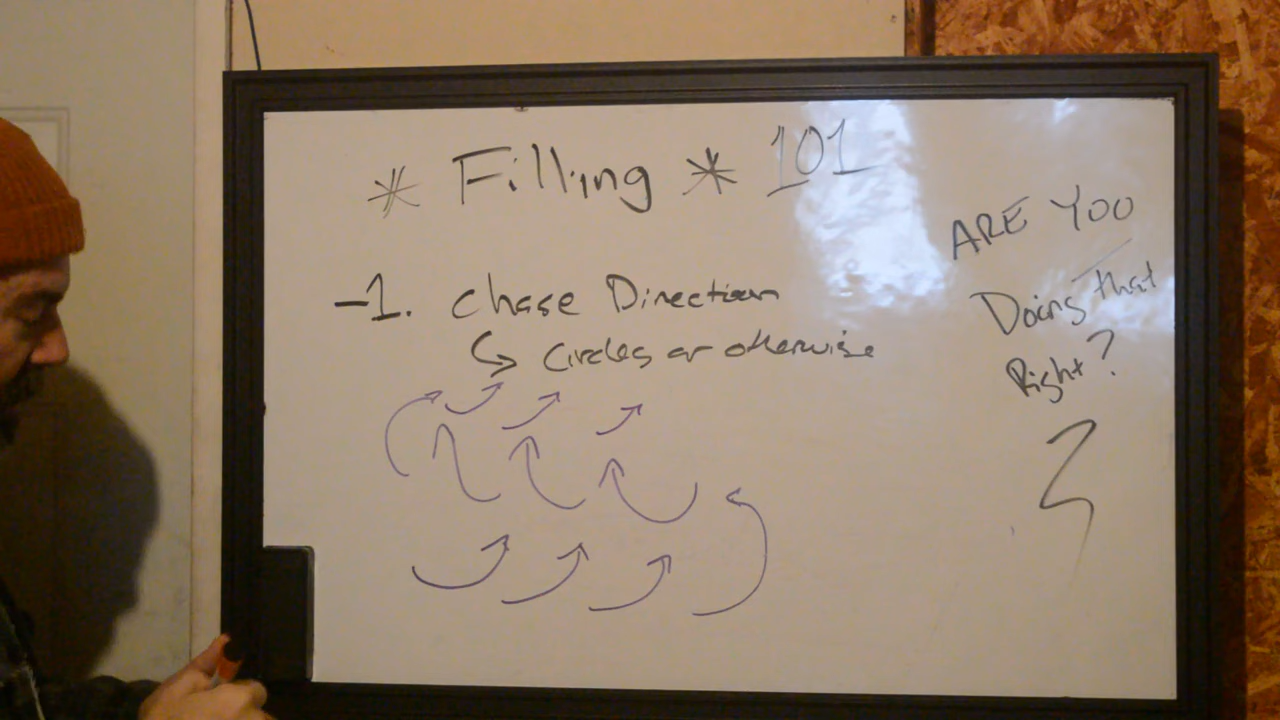 * Filling * 101
-1. Chase Direction
↳ Circles or otherwise
ARE YOU
Doing that
Right?